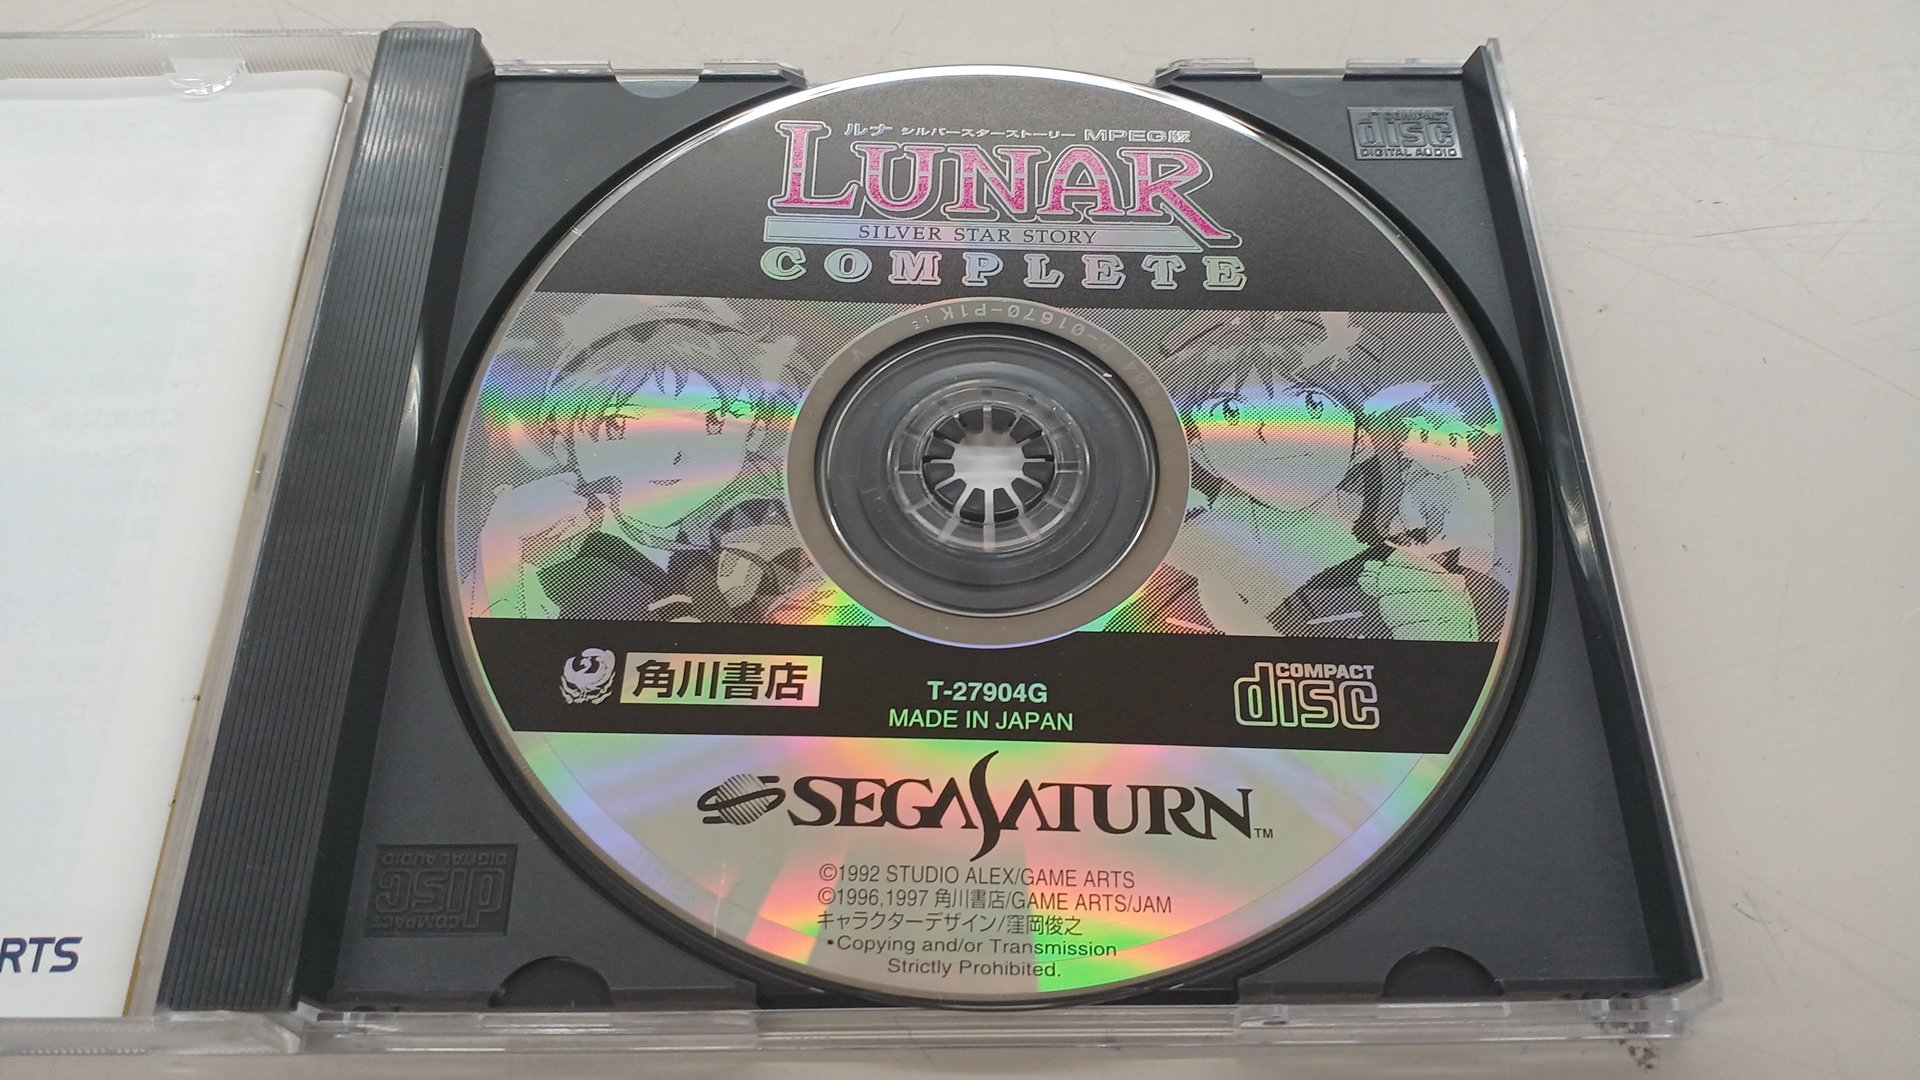 ルナ シルバースターストーリー MPEG版
LUNAR
SILVER STAR STORY
COMPLETE
COMPACT
disc
DIGITAL AUDIO
01670-P1K
角川書店
T-27904G
MADE IN JAPAN
COMPACT
disc
SEGA SATURN™
©1992 STUDIO ALEX/GAME ARTS
©1996,1997 角川書店/GAME ARTS/JAM
キャラクターデザイン/窪岡俊之
•Copying and/or Transmission
Strictly Prohibited.
COMPACT
disc
DIGITAL AUDIO
RTS